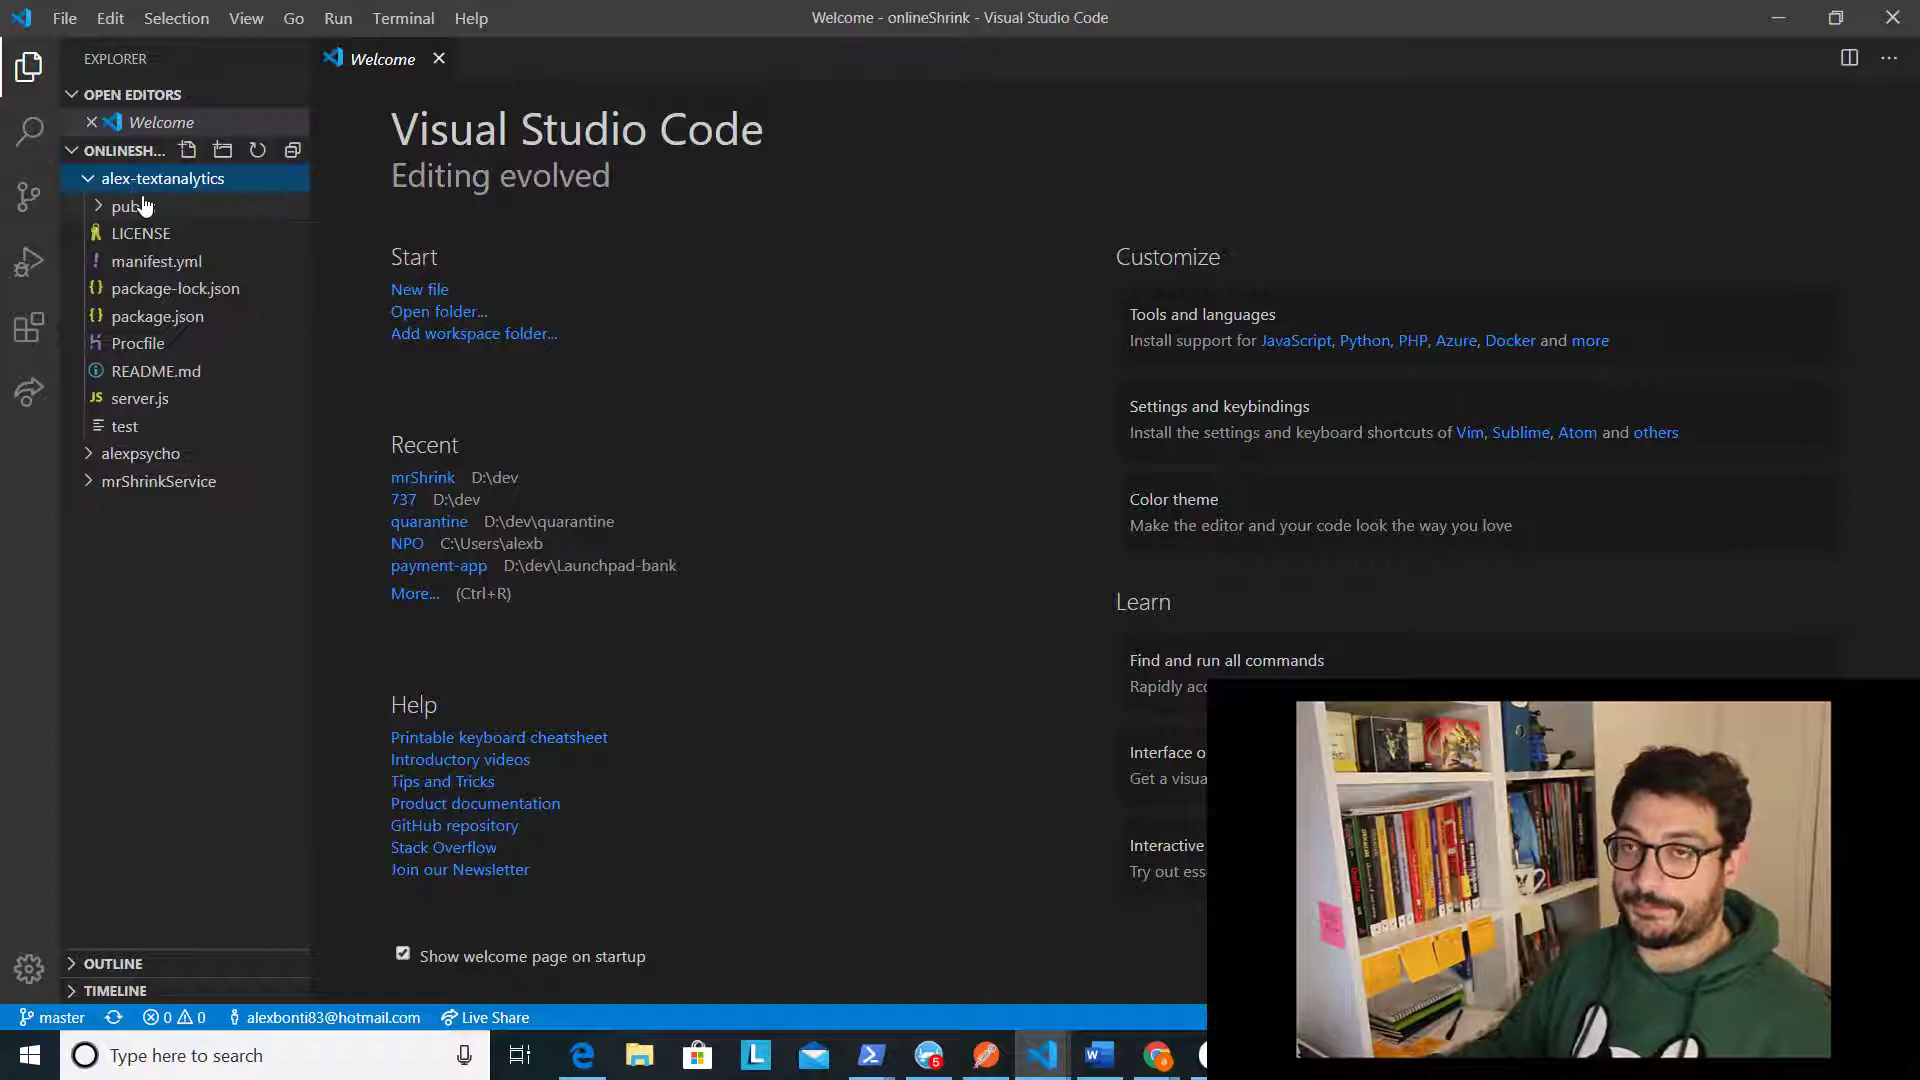 File Edit Selection View Go Run Terminal Help
Welcome - onlineShrink - Visual Studio Code
EXPLORER
OPEN EDITORS
Welcome
ONLINESH...
alex-textanalytics
LICENSE
manifest.yml
package-lock.json
package.json
Procfile
README.md
server.js
test
alexpsycho
mrShrinkService
OUTLINE
TIMELINE
Welcome
Visual Studio Code
Editing evolved
Start
New file
Open folder...
Add workspace folder...
Recent
mrShrink D:\dev
737 D:\dev
quarantine D:\dev\quarantine
NPO C:\Users\alexb
payment-app D:\dev\Launchpad-bank
More... (Ctrl+R)
Help
Printable keyboard cheatsheet
Introductory videos
Tips and Tricks
Product documentation
GitHub repository
Stack Overflow
Join our Newsletter
Show welcome page on startup
Customize
Tools and languages
Install support for JavaScript, Python, PHP, Azure, Docker and more
Settings and keybindings
Install the settings and keyboard shortcuts of Vim, Sublime, Atom and others
Color theme
Make the editor and your code look the way you love
Learn
Find and run all commands
Rapidly
Interface
Get a
Interactive
Try out
master 0 0 alexbonti83@hotmail.com Live Share
Type here to search
5